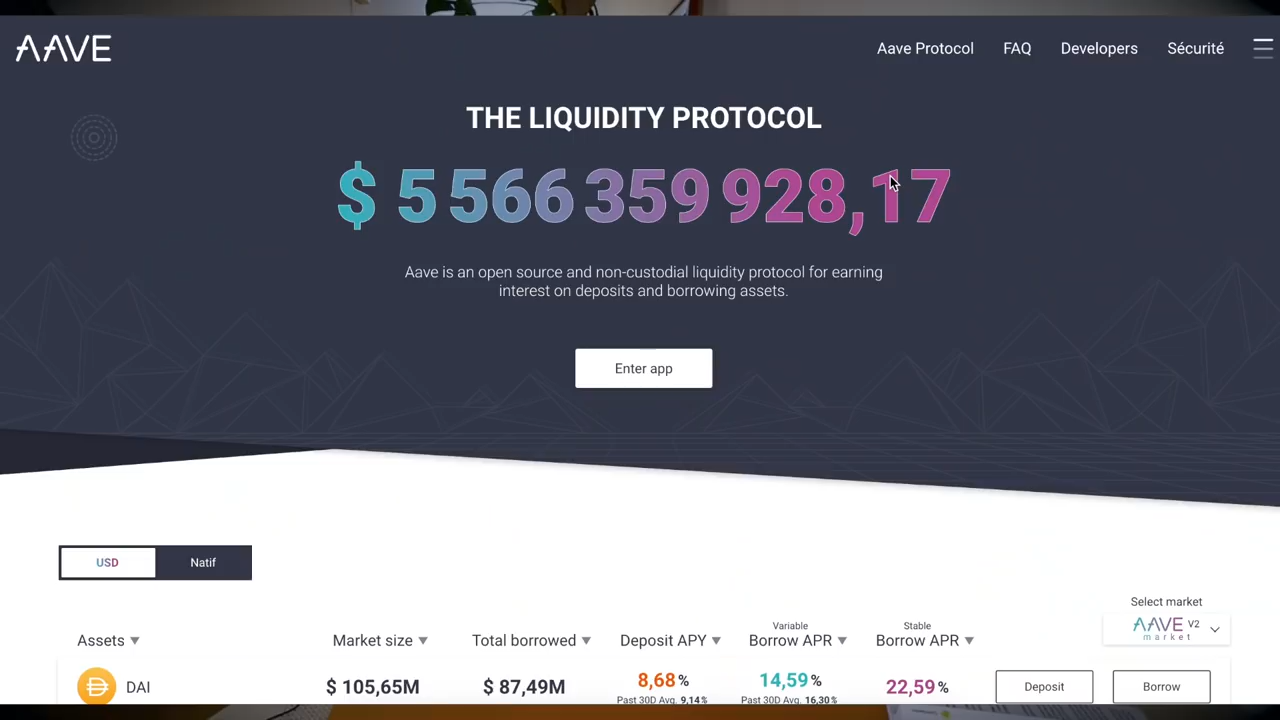 AAVE
Aave Protocol FAQ Developers Sécurité
THE LIQUIDITY PROTOCOL
$ 5 566 359 928,17
Aave is an open source and non-custodial liquidity protocol for earning
interest on deposits and borrowing assets.
Enter app
USD Natif
Select market
AAVE V2
market
Assets Market size Total borrowed Deposit APY Variable Borrow APR Stable Borrow APR
DAI $ 105,65M $ 87,49M 8,68 % 14,59 % 22,59 % Deposit Borrow
Past 30D Avg. 9,14 % Past 30D Avg. 16,30 %